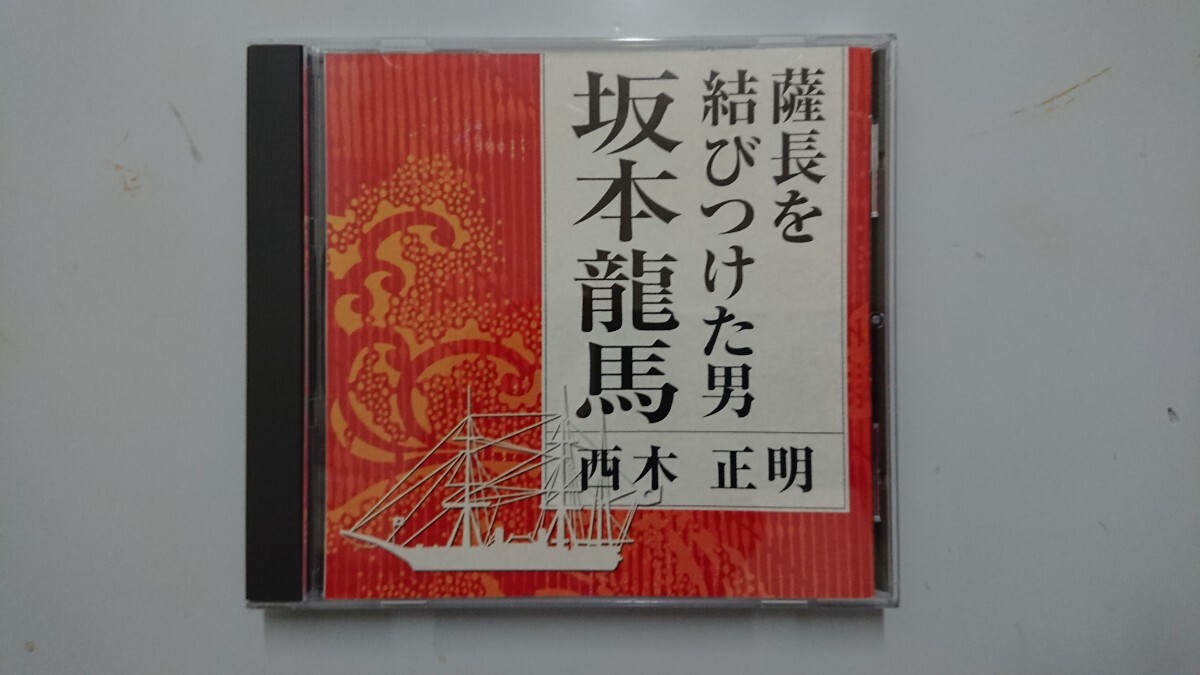 薩長を
結びつけた男
坂本龍馬
西木 正明